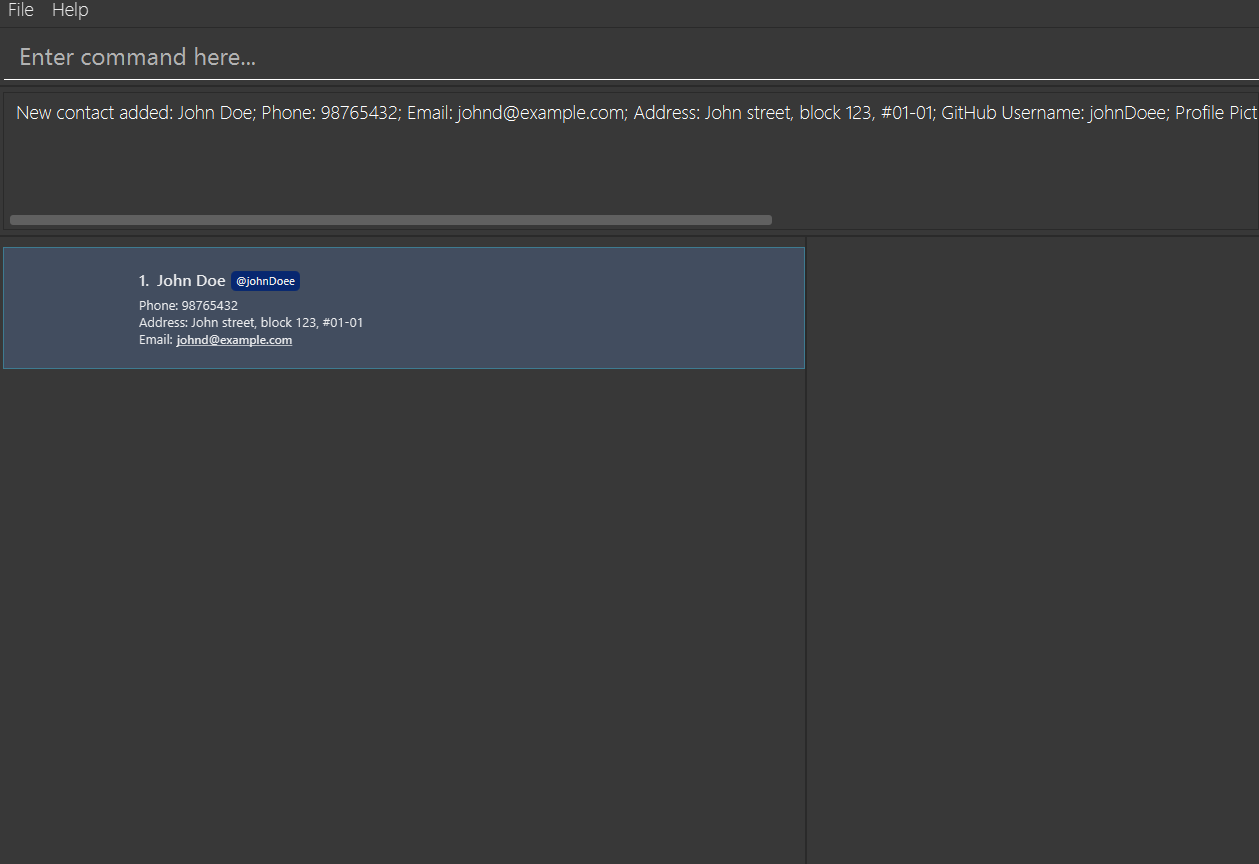 File Help
Enter command here...
New contact added: John Doe; Phone: 98765432; Email: johnd@example.com; Address: John street, block 123, #01-01; GitHub Username: johnDoee; Profile Pict
1. John Doe @johnDoee
Phone: 98765432
Address: John street, block 123, #01-01
Email: johnd@example.com